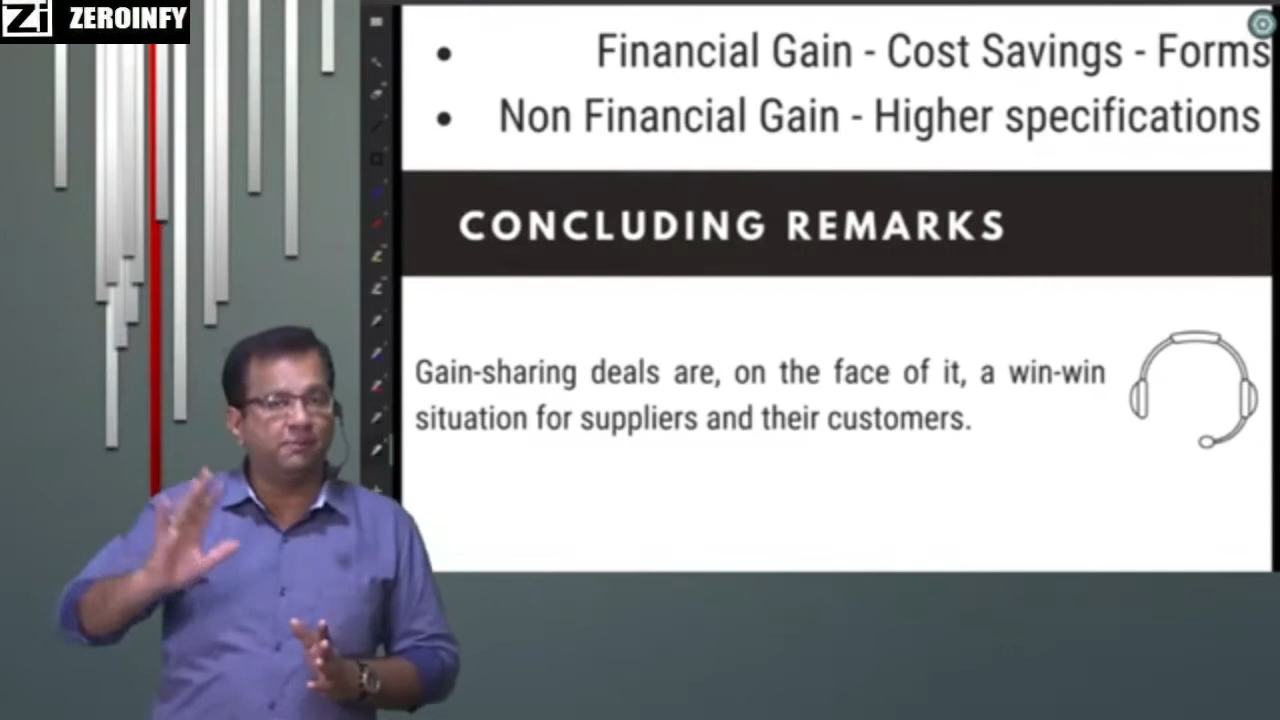 Zi ZEROINFY
• Financial Gain - Cost Savings - Forms
• Non Financial Gain - Higher specifications
CONCLUDING REMARKS
Gain-sharing deals are, on the face of it, a win-win
situation for suppliers and their customers.